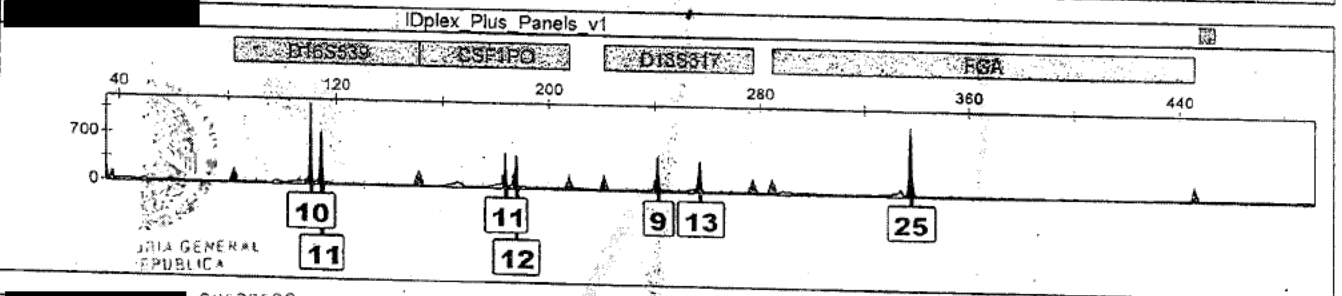 IDplex_Plus_Panels_v1
D16S539 CSF1PO D13S317 FGA
40 120 200 280 360 440
700
0
10 11 9 13 25
11 12
GENERAL